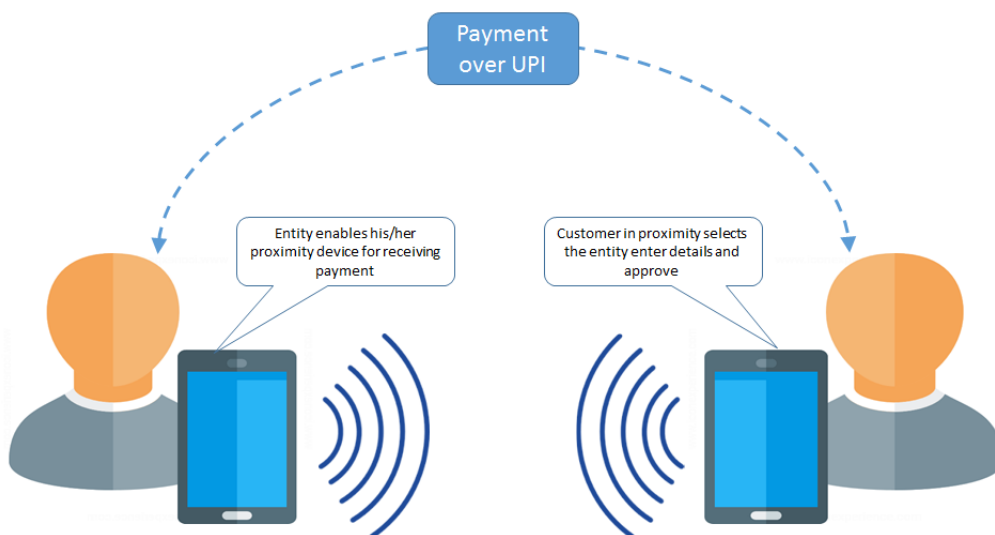 Payment
over UPI
Entity enables his/her
proximity device for receiving
payment
Customer in proximity selects
the entity enter details and
approve